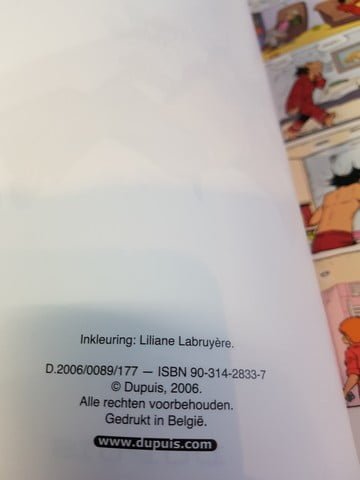 Inkleuring: Liliane Labruyère.
D.2006/0089/177 — ISBN 90-314-2833-7
© Dupuis, 2006.
Alle rechten voorbehouden.
Gedrukt in België.
www.dupuis.com